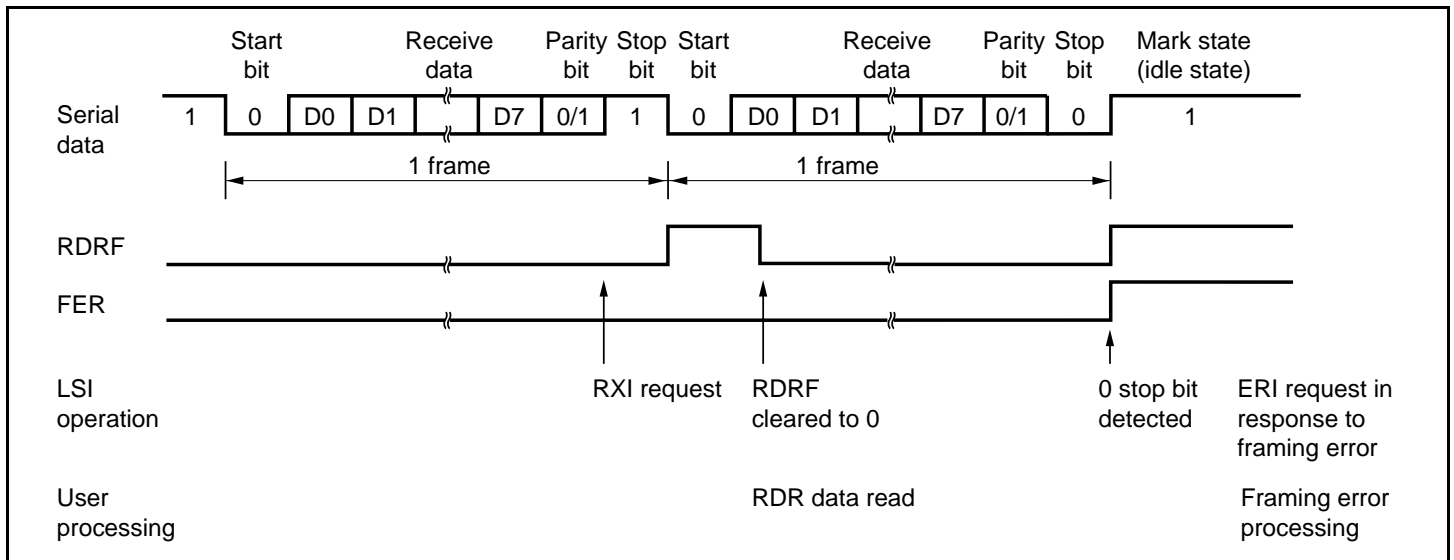 Start bit
Receive data
Parity bit
Stop bit
Start bit
Receive data
Parity bit
Stop bit
Mark state (idle state)
Serial data
1 0 D0 D1 D7 0/1 1 0 D0 D1 D7 0/1 0 1
1 frame
1 frame
RDRF
FER
LSI operation
RXI request
RDRF cleared to 0
0 stop bit detected
ERI request in response to framing error
User processing
RDR data read
Framing error processing